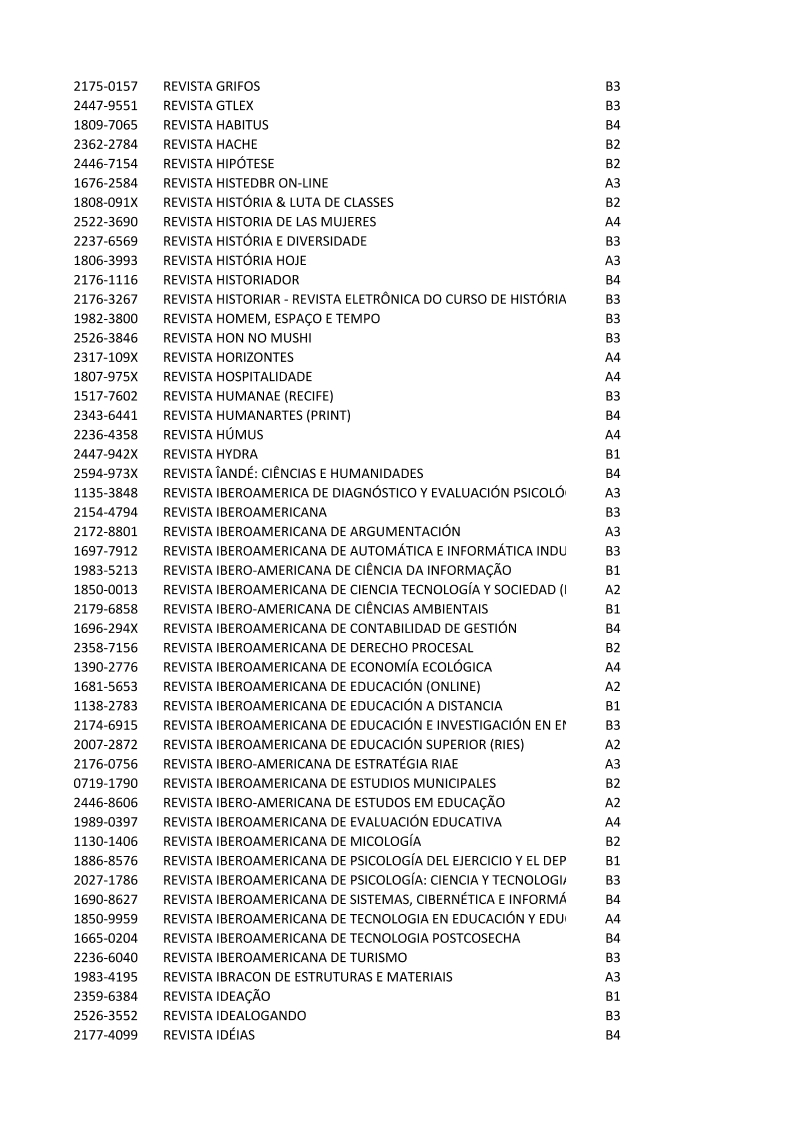 2175-0157 REVISTA GRIFOS B3
2447-9551 REVISTA GTLEX B3
1809-7065 REVISTA HABITUS B4
2362-2784 REVISTA HACHE B2
2446-7154 REVISTA HIPÓTESE B2
1676-2584 REVISTA HISTEDBR ON-LINE A3
1808-091X REVISTA HISTÓRIA & LUTA DE CLASSES B2
2522-3690 REVISTA HISTORIA DE LAS MUJERES A4
2237-6569 REVISTA HISTÓRIA E DIVERSIDADE B3
1806-3993 REVISTA HISTÓRIA HOJE A3
2176-1116 REVISTA HISTORIADOR B4
2176-3267 REVISTA HISTORIAR - REVISTA ELETRÔNICA DO CURSO DE HISTÓRIA B3
1982-3800 REVISTA HOMEM, ESPAÇO E TEMPO B3
2526-3846 REVISTA HON NO MUSHI B3
2317-109X REVISTA HORIZONTES A4
1807-975X REVISTA HOSPITALIDADE A4
1517-7602 REVISTA HUMANAE (RECIFE) B3
2343-6441 REVISTA HUMANARTES (PRINT) B4
2236-4358 REVISTA HÚMUS A4
2447-942X REVISTA HYDRA B1
2594-973X REVISTA ÎANDÉ: CIÊNCIAS E HUMANIDADES B4
1135-3848 REVISTA IBEROAMERICA DE DIAGNÓSTICO Y EVALUACIÓN PSICOLÓ A3
2154-4794 REVISTA IBEROAMERICANA B3
2172-8801 REVISTA IBEROAMERICANA DE ARGUMENTACIÓN A3
1697-7912 REVISTA IBEROAMERICANA DE AUTOMÁTICA E INFORMÁTICA INDU B3
1983-5213 REVISTA IBERO-AMERICANA DE CIÊNCIA DA INFORMAÇÃO B1
1850-0013 REVISTA IBEROAMERICANA DE CIENCIA TECNOLOGÍA Y SOCIEDAD ( A2
2179-6858 REVISTA IBERO-AMERICANA DE CIÊNCIAS AMBIENTAIS B1
1696-294X REVISTA IBEROAMERICANA DE CONTABILIDAD DE GESTIÓN B4
2358-7156 REVISTA IBEROAMERICANA DE DERECHO PROCESAL B2
1390-2776 REVISTA IBEROAMERICANA DE ECONOMÍA ECOLÓGICA A4
1681-5653 REVISTA IBEROAMERICANA DE EDUCACIÓN (ONLINE) A2
1138-2783 REVISTA IBEROAMERICANA DE EDUCACIÓN A DISTANCIA B1
2174-6915 REVISTA IBEROAMERICANA DE EDUCACIÓN E INVESTIGACIÓN EN B3
2007-2872 REVISTA IBEROAMERICANA DE EDUCACIÓN SUPERIOR (RIES) A2
2176-0756 REVISTA IBERO-AMERICANA DE ESTRATÉGIA RIAE A3
0719-1790 REVISTA IBEROAMERICANA DE ESTUDIOS MUNICIPALES B2
2446-8606 REVISTA IBERO-AMERICANA DE ESTUDOS EM EDUCAÇÃO A2
1989-0397 REVISTA IBEROAMERICANA DE EVALUACIÓN EDUCATIVA A4
1130-1406 REVISTA IBEROAMERICANA DE MICOLOGÍA B2
1886-8576 REVISTA IBEROAMERICANA DE PSICOLOGÍA DEL EJERCICIO Y EL DEP B1
2027-1786 REVISTA IBEROAMERICANA DE PSICOLOGÍA: CIENCIA Y TECNOLOGIA B3
1690-8627 REVISTA IBEROAMERICANA DE SISTEMAS, CIBERNÉTICA E INFORMÁ B4
1850-9959 REVISTA IBEROAMERICANA DE TECNOLOGIA EN EDUCACIÓN Y EDU A4
1665-0204 REVISTA IBEROAMERICANA DE TECNOLOGIA POSTCOSECHA B4
2236-6040 REVISTA IBEROAMERICANA DE TURISMO B3
1983-4195 REVISTA IBRACON DE ESTRUTURAS E MATERIAIS A3
2359-6384 REVISTA IDEAÇÃO B1
2526-3552 REVISTA IDEALOGANDO B3
2177-4099 REVISTA IDÉIAS B4